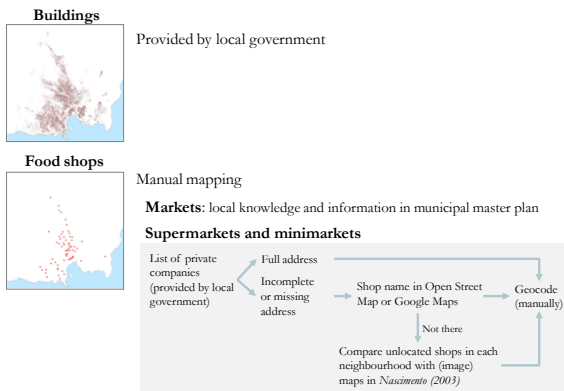 Buildings
Provided by local government
Food shops
Manual mapping
Markets: local knowledge and information in municipal master plan
Supermarkets and minimarkets
List of private
companies
(provided by local
government)
Full address
Incomplete
or missing
address
Shop name in Open Street
Map or Google Maps
Geocode
(manually)
Not there
Compare unlocated shops in each
neighbourhood with (image)
maps in Nascimento (2003)